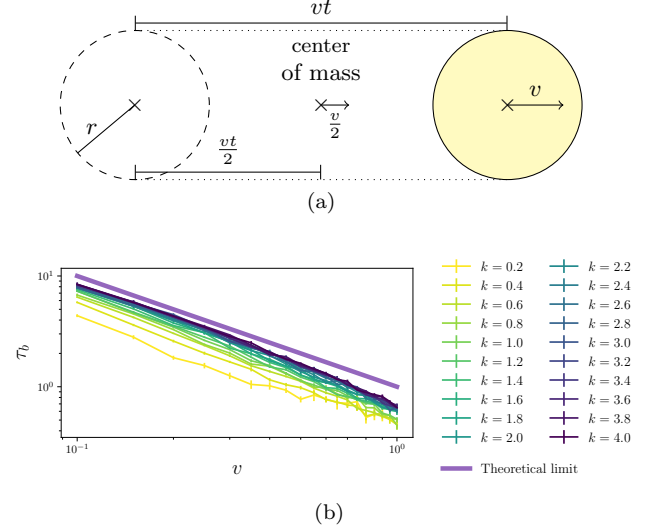 vt
center
of mass
v
v/2
r
vt/2
(a)
10^1
10^0
τ_b
10^−1
10^0
v
k = 0.2
k = 0.4
k = 0.6
k = 0.8
k = 1.0
k = 1.2
k = 1.4
k = 1.6
k = 1.8
k = 2.0
k = 2.2
k = 2.4
k = 2.6
k = 2.8
k = 3.0
k = 3.2
k = 3.4
k = 3.6
k = 3.8
k = 4.0
Theoretical limit
(b)